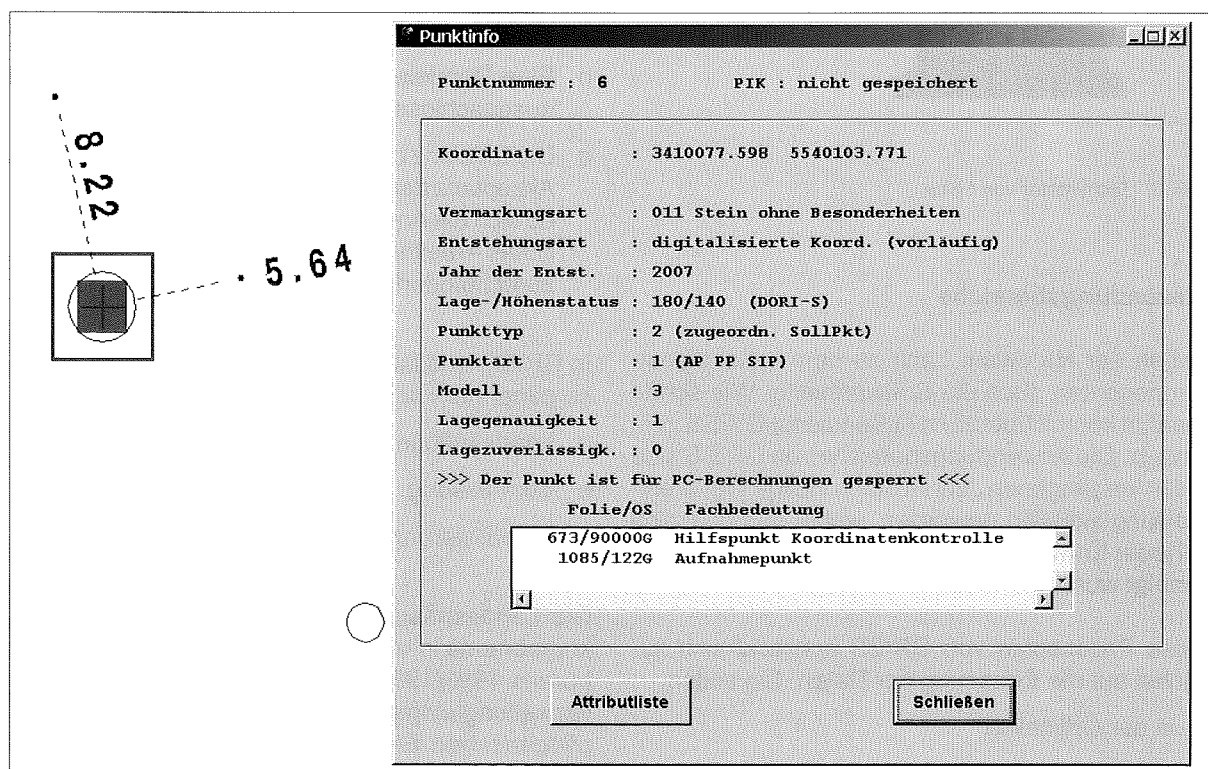 8.22
5.64
Punktinfo
Punktnummer : 6 PIK : nicht gespeichert
Koordinate : 3410077.598 5540103.771
Vermarkungsart : 011 Stein ohne Besonderheiten
Entstehungsart : digitalisierte Koord. (vorläufig)
Jahr der Entst. : 2007
Lage-/Höhenstatus : 180/140 (DORI-S)
Punkttyp : 2 (zugeordn. SollPkt)
Punktart : 1 (AP PP SIP)
Modell : 3
Lagegenauigkeit : 1
Lagezuverlässigk. : 0
>>> Der Punkt ist für PC-Berechnungen gesperrt <<<
Folie/OS Fachbedeutung
673/90000G Hilfspunkt Koordinatenkontrolle
1085/122G Aufnahmepunkt
Attributliste Schließen